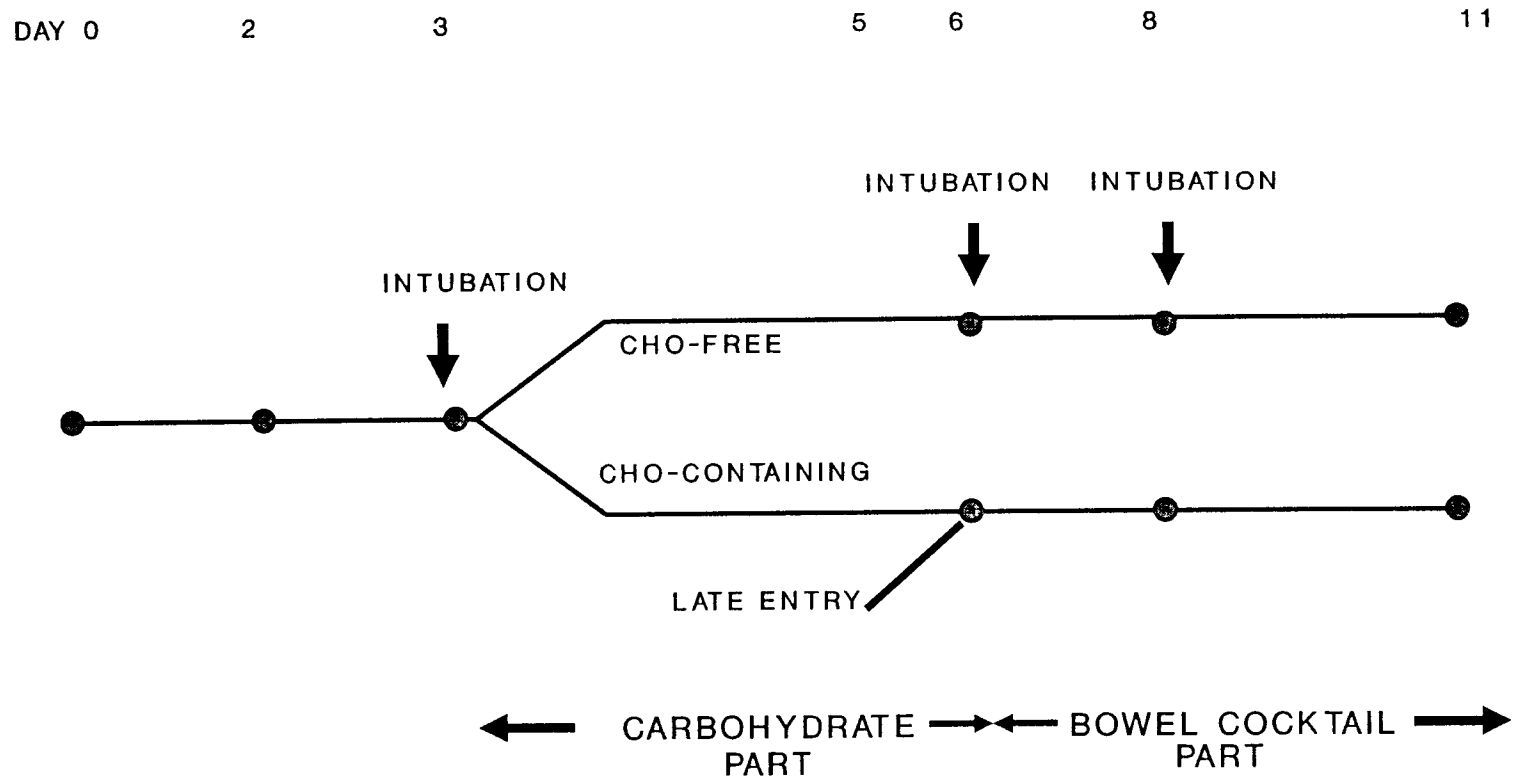 DAY 0 2 3 5 6 8 11
INTUBATION INTUBATION
INTUBATION
CHO-FREE
CHO-CONTAINING
LATE ENTRY
CARBOHYDRATE PART
BOWEL COCKTAIL PART